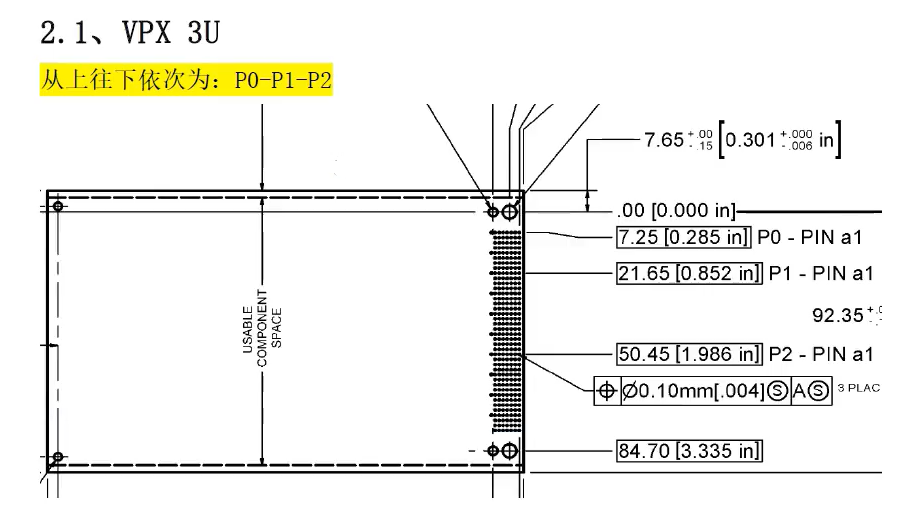 2.1、VPX 3U
从上往下依次为：P0-P1-P2
7.65 +.00 -.15 [0.301 +.000 -.006 in]
.00 [0.000 in]
7.25 [0.285 in] P0 - PIN a1
21.65 [0.852 in] P1 - PIN a1
92.35
50.45 [1.986 in] P2 - PIN a1
⌀0.10mm[.004]Ⓢ AⓈ 3 PLAC
84.70 [3.335 in]
USABLE
COMPONENT
SPACE